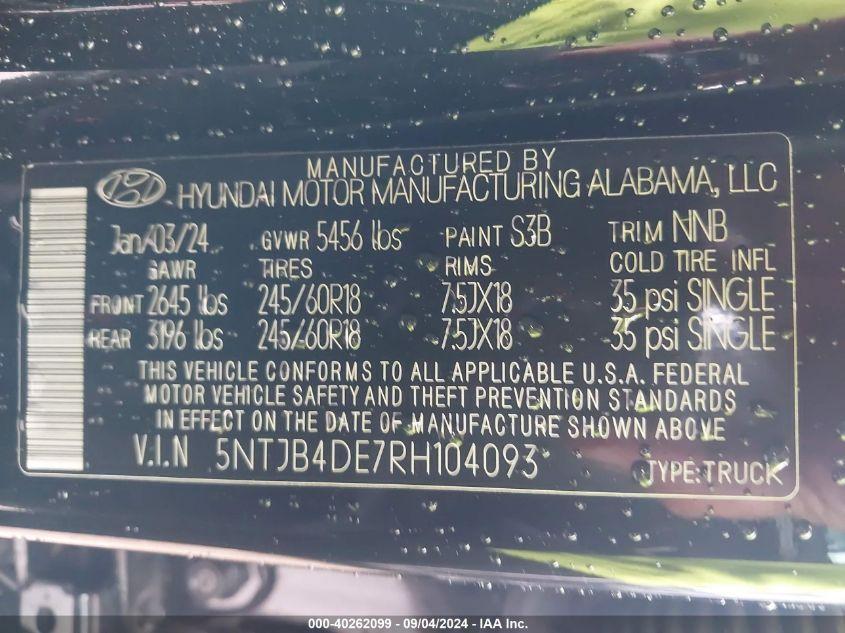 MANUFACTURED BY
HYUNDAI MOTOR MANUFACTURING ALABAMA, LLC
Jan/03/24 GVWR 5456 lbs PAINT S3B TRIM NNB
GAWR TIRES RIMS COLD TIRE INFL
FRONT 2645 lbs 245/60R18 7.5JX18 35 psi SINGLE
REAR 3196 lbs 245/60R18 7.5JX18 35 psi SINGLE
THIS VEHICLE CONFORMS TO ALL APPLICABLE U.S.A. FEDERAL
MOTOR VEHICLE SAFETY AND THEFT PREVENTION STANDARDS
IN EFFECT ON THE DATE OF MANUFACTURE SHOWN ABOVE
V.I.N 5NTJB4DE7RH104093 TYPE:TRUCK
000-40262099 - 09/04/2024 - IAA Inc.